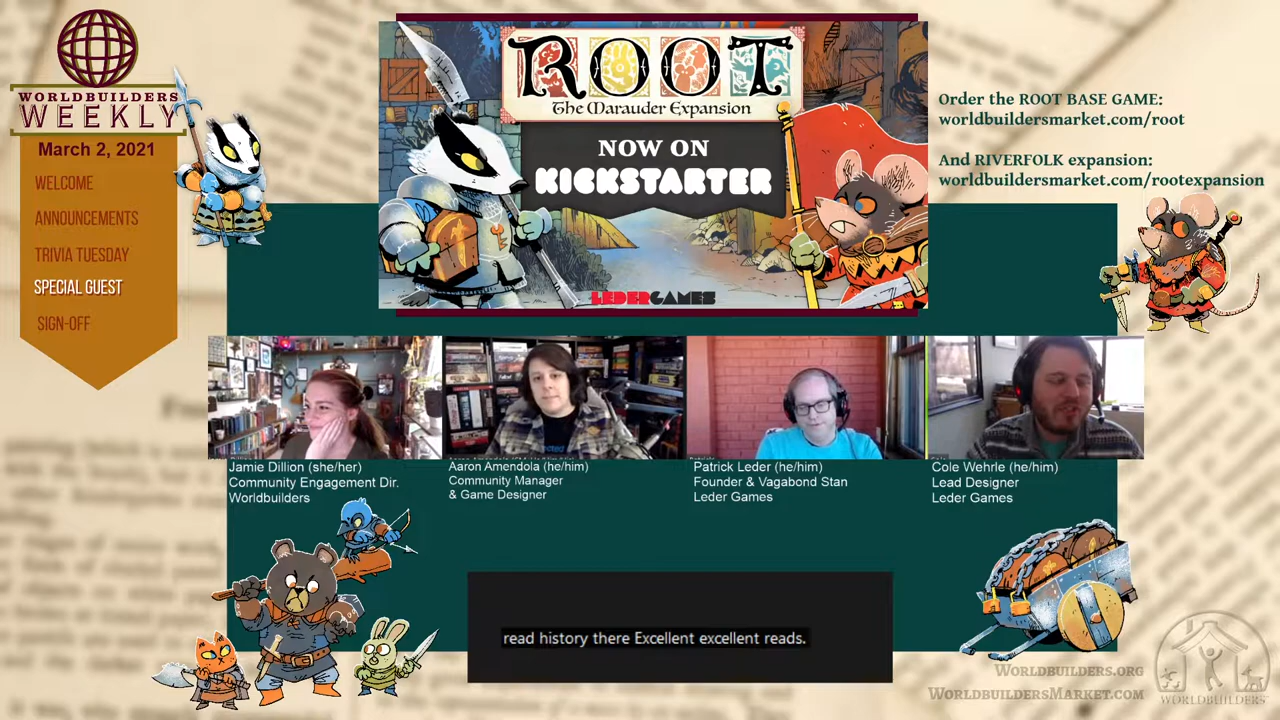 WORLDBUILDERS
WEEKLY
March 2, 2021
WELCOME
ANNOUNCEMENTS
TRIVIA TUESDAY
SPECIAL GUEST
SIGN-OFF
ROOT
The Marauder Expansion
NOW ON
KICKSTARTER
LEDERGAMES
Order the ROOT BASE GAME:
worldbuildersmarket.com/root
And RIVERFOLK expansion:
worldbuildersmarket.com/rootexpansion
Jamie Dillion (she/her)
Community Engagement Dir.
Worldbuilders
Aaron Amendola (he/him)
Community Manager
& Game Designer
Patrick Leder (he/him)
Founder & Vagabond Stan
Leder Games
Cole Wehrle (he/him)
Lead Designer
Leder Games
read history there Excellent excellent reads.
WORLDBUILDERS.ORG
WORLDBUILDERSMARKET.COM
WORLDBUILDERS